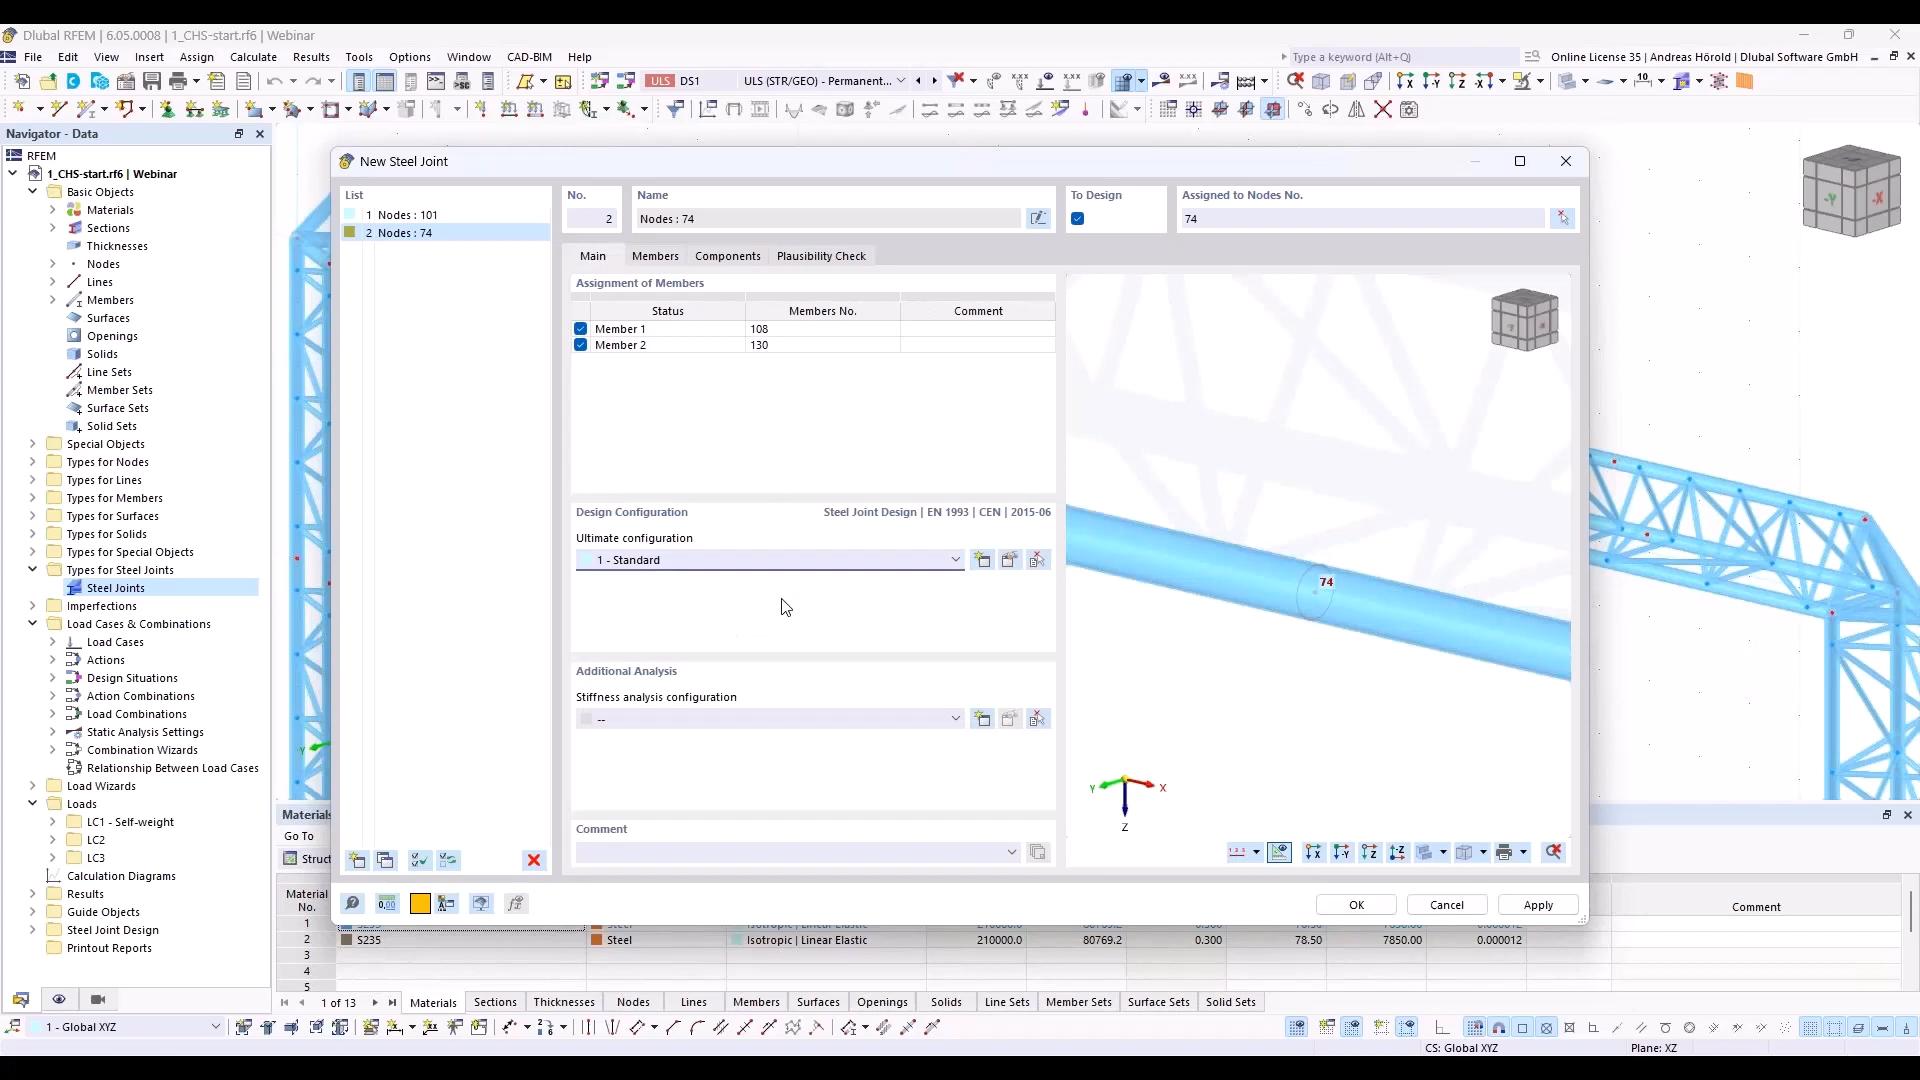 Dlubal RFEM | 6.05.0008 | 1_CHS-start.rf6 | Webinar
File Edit View Insert Assign Calculate Results Tools Options Window CAD-BIM Help
Type a keyword (Alt+Q)
Online License 35 | Andreas Hörold | Dlubal Software GmbH
ULS DS1 ULS (STR/GEO) - Permanent...
Navigator - Data
RFEM
1_CHS-start.rf6 | Webinar
Basic Objects
Materials
Sections
Thicknesses
Nodes
Lines
Members
Surfaces
Openings
Solids
Line Sets
Member Sets
Surface Sets
Solid Sets
Special Objects
Types for Nodes
Types for Lines
Types for Members
Types for Surfaces
Types for Solids
Types for Special Objects
Types for Steel Joints
Steel Joints
Imperfections
Load Cases & Combinations
Load Cases
Actions
Design Situations
Action Combinations
Load Combinations
Static Analysis Settings
Combination Wizards
Relationship Between Load Cases
Load Wizards
Loads
LC1 - Self-weight
LC2
LC3
Calculation Diagrams
Results
Guide Objects
Steel Joint Design
Printout Reports
New Steel Joint
List
1 Nodes : 101
2 Nodes : 74
No.
2
Name
Nodes : 74
To Design
Assigned to Nodes No.
74
Main Members Components Plausibility Check
Assignment of Members
Status Members No. Comment
Member 1 108
Member 2 130
Design Configuration Steel Joint Design | EN 1993 | CEN | 2015-06
Ultimate configuration
1 - Standard
Additional Analysis
Stiffness analysis configuration
--
Comment
74
Y X
Z
-Y -X
Y
OK Cancel Apply
Materials
Go To
Struct
Material
No.
Comment
1
2 S235 Steel Isotropic | Linear Elastic 210000.0 80769.2 0.300 78.50 7850.00 0.000012
3
4
5
1 of 13 Materials Sections Thicknesses Nodes Lines Members Surfaces Openings Solids Line Sets Member Sets Surface Sets Solid Sets
1 - Global XYZ
CS: Global XYZ Plane: XZ